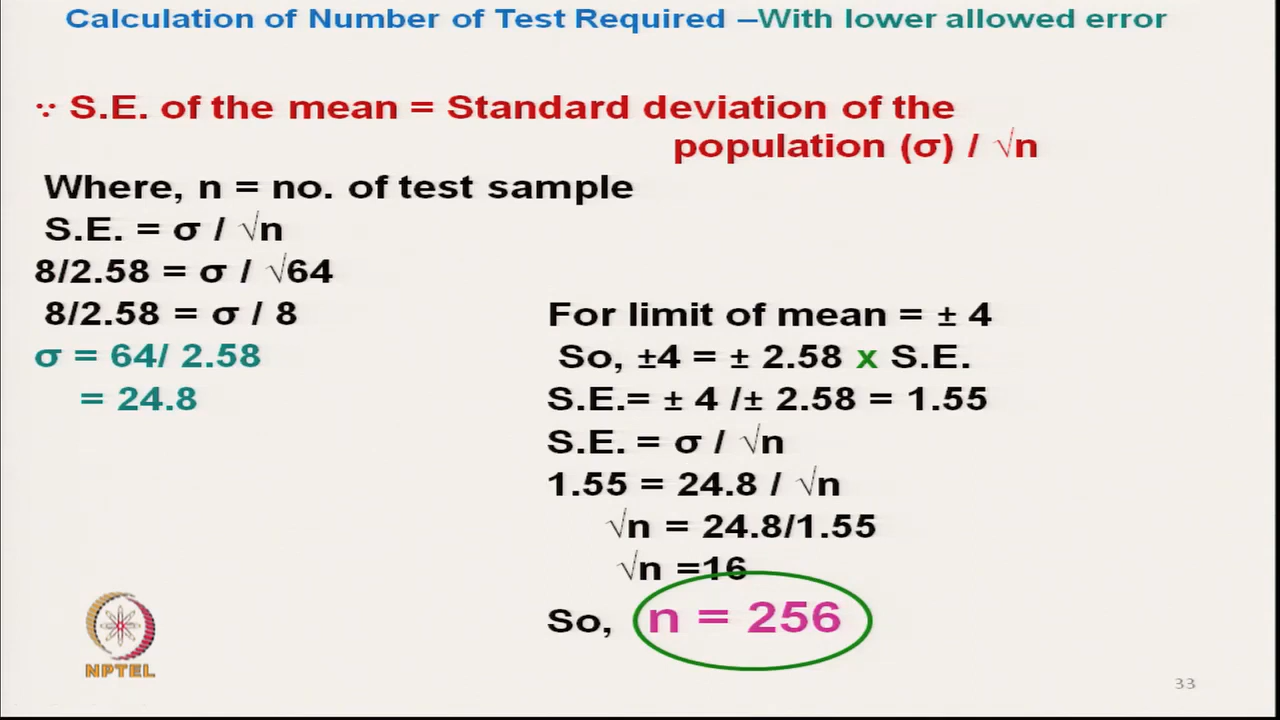 Calculation of Number of Test Required –With lower allowed error
∵ S.E. of the mean = Standard deviation of the
population (σ) / √n
Where, n = no. of test sample
S.E. = σ / √n
8/2.58 = σ / √64
8/2.58 = σ / 8
σ = 64/ 2.58
= 24.8
For limit of mean = ± 4
So, ±4 = ± 2.58 x S.E.
S.E.= ± 4 /± 2.58 = 1.55
S.E. = σ / √n
1.55 = 24.8 / √n
√n = 24.8/1.55
√n =16
So, n = 256
NPTEL
33